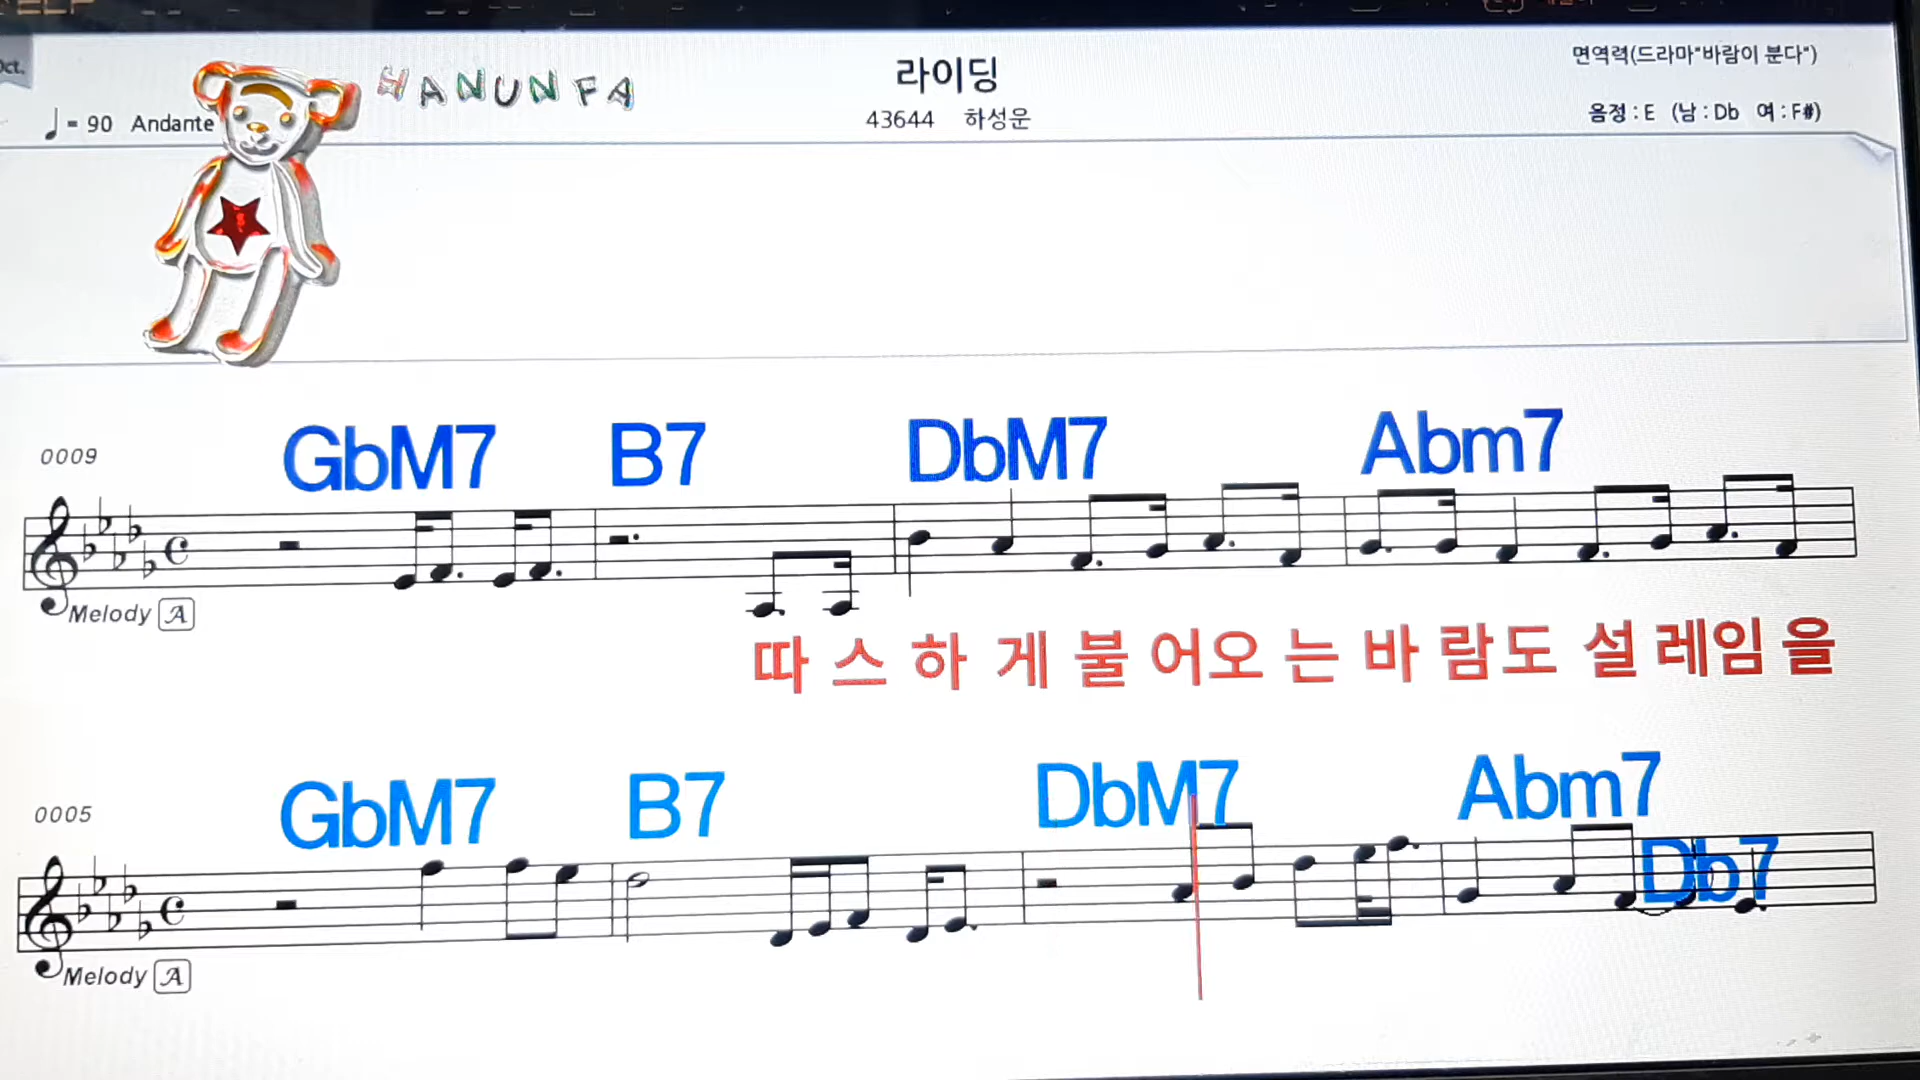 Oct.
HANUNFA
라이딩
면역력(드라마"바람이 분다")
♩= 90 Andante
43644 하성운
음정 : E (남 : Db 여 : F#)
0009 GbM7 B7 DbM7 Abm7
Melody A
따 스 하 게 불 어오 는 바 람도 설 레임 을
0005 GbM7 B7 DbM7 Abm7
Db7
Melody A